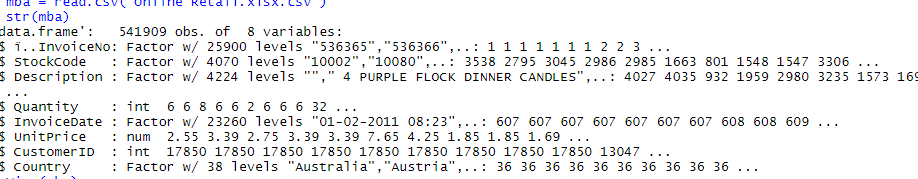 mba = read.csv("Online Retail.xlsx.csv")
str(mba)
data.frame':   541909 obs. of  8 variables:
$ ï..InvoiceNo: Factor w/ 25900 levels "536365","536366",..: 1 1 1 1 1 1 1 2 2 3 ...
$ StockCode   : Factor w/ 4070 levels "10002","10080",..: 3538 2795 3045 2986 2985 1663 801 1548 1547 3306 ...
$ Description : Factor w/ 4224 levels ""," 4 PURPLE FLOCK DINNER CANDLES",..: 4027 4035 932 1959 2980 3235 1573 169
...
$ Quantity    : int  6 6 8 6 6 2 6 6 6 32 ...
$ InvoiceDate : Factor w/ 23260 levels "01-02-2011 08:23",..: 607 607 607 607 607 607 607 608 608 609 ...
$ UnitPrice   : num  2.55 3.39 2.75 3.39 3.39 7.65 4.25 1.85 1.85 1.69 ...
$ CustomerID  : int  17850 17850 17850 17850 17850 17850 17850 17850 17850 13047 ...
$ Country     : Factor w/ 38 levels "Australia","Austria",..: 36 36 36 36 36 36 36 36 36 36 ...